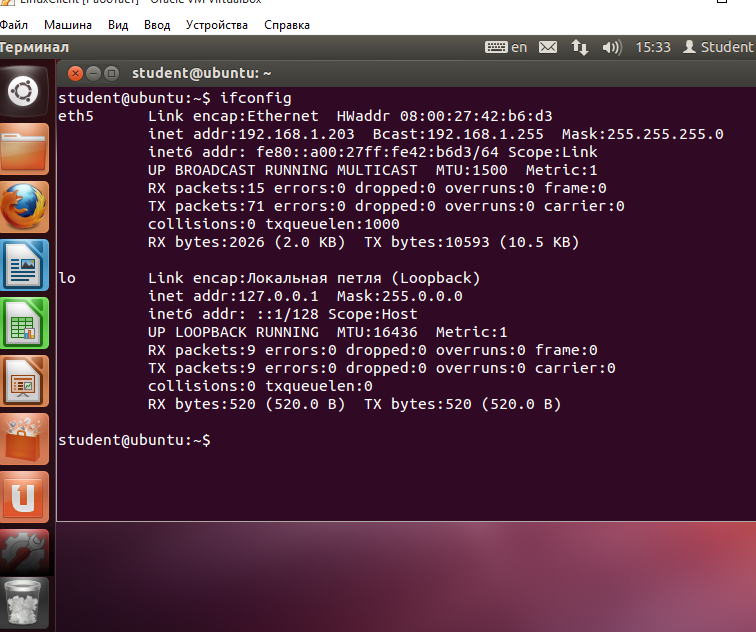 LinuxClient [Работает] - Oracle VM VirtualBox
Файл Машина Вид Ввод Устройства Справка
Терминал en 15:33 Student
student@ubuntu: ~
student@ubuntu:~$ ifconfig
eth5 Link encap:Ethernet HWaddr 08:00:27:42:b6:d3
inet addr:192.168.1.203 Bcast:192.168.1.255 Mask:255.255.255.0
inet6 addr: fe80::a00:27ff:fe42:b6d3/64 Scope:Link
UP BROADCAST RUNNING MULTICAST MTU:1500 Metric:1
RX packets:15 errors:0 dropped:0 overruns:0 frame:0
TX packets:71 errors:0 dropped:0 overruns:0 carrier:0
collisions:0 txqueuelen:1000
RX bytes:2026 (2.0 KB) TX bytes:10593 (10.5 KB)
lo Link encap:Локальная петля (Loopback)
inet addr:127.0.0.1 Mask:255.0.0.0
inet6 addr: ::1/128 Scope:Host
UP LOOPBACK RUNNING MTU:16436 Metric:1
RX packets:9 errors:0 dropped:0 overruns:0 frame:0
TX packets:9 errors:0 dropped:0 overruns:0 carrier:0
collisions:0 txqueuelen:0
RX bytes:520 (520.0 B) TX bytes:520 (520.0 B)
student@ubuntu:~$